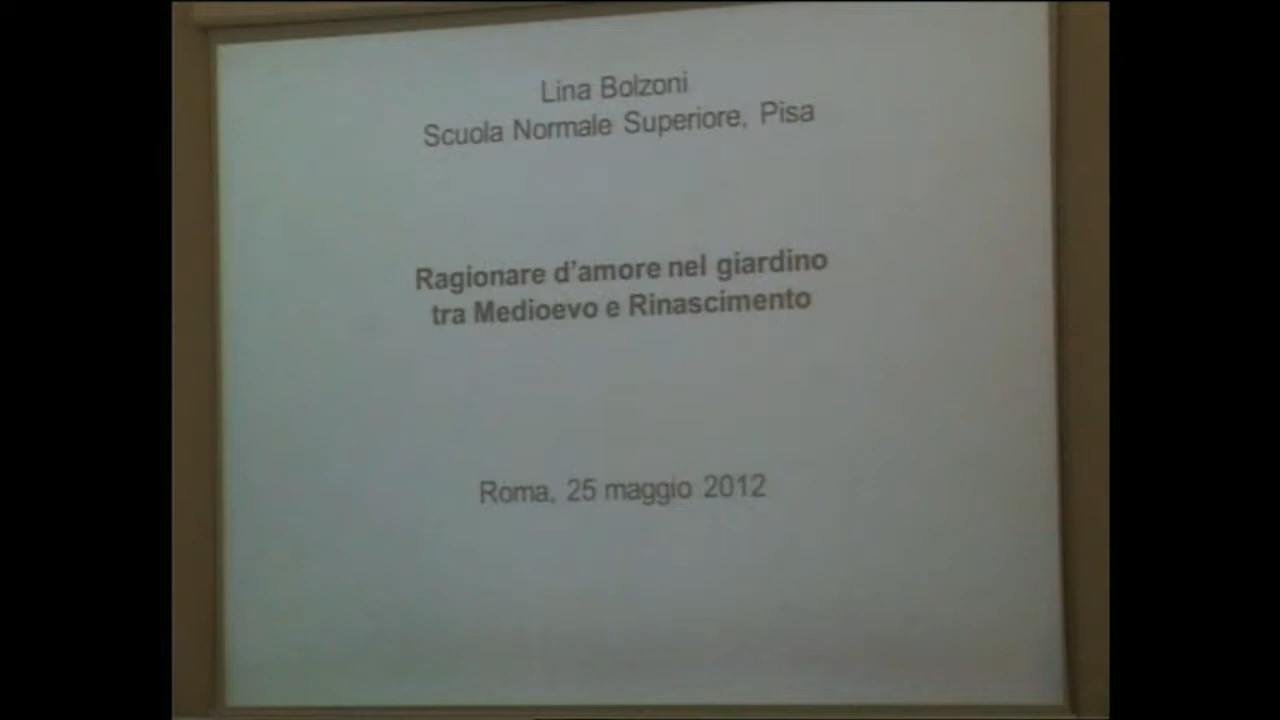 Lina Bolzoni
Scuola Normale Superiore, Pisa
Ragionare d'amore nel giardino
tra Medioevo e Rinascimento
Roma, 25 maggio 2012